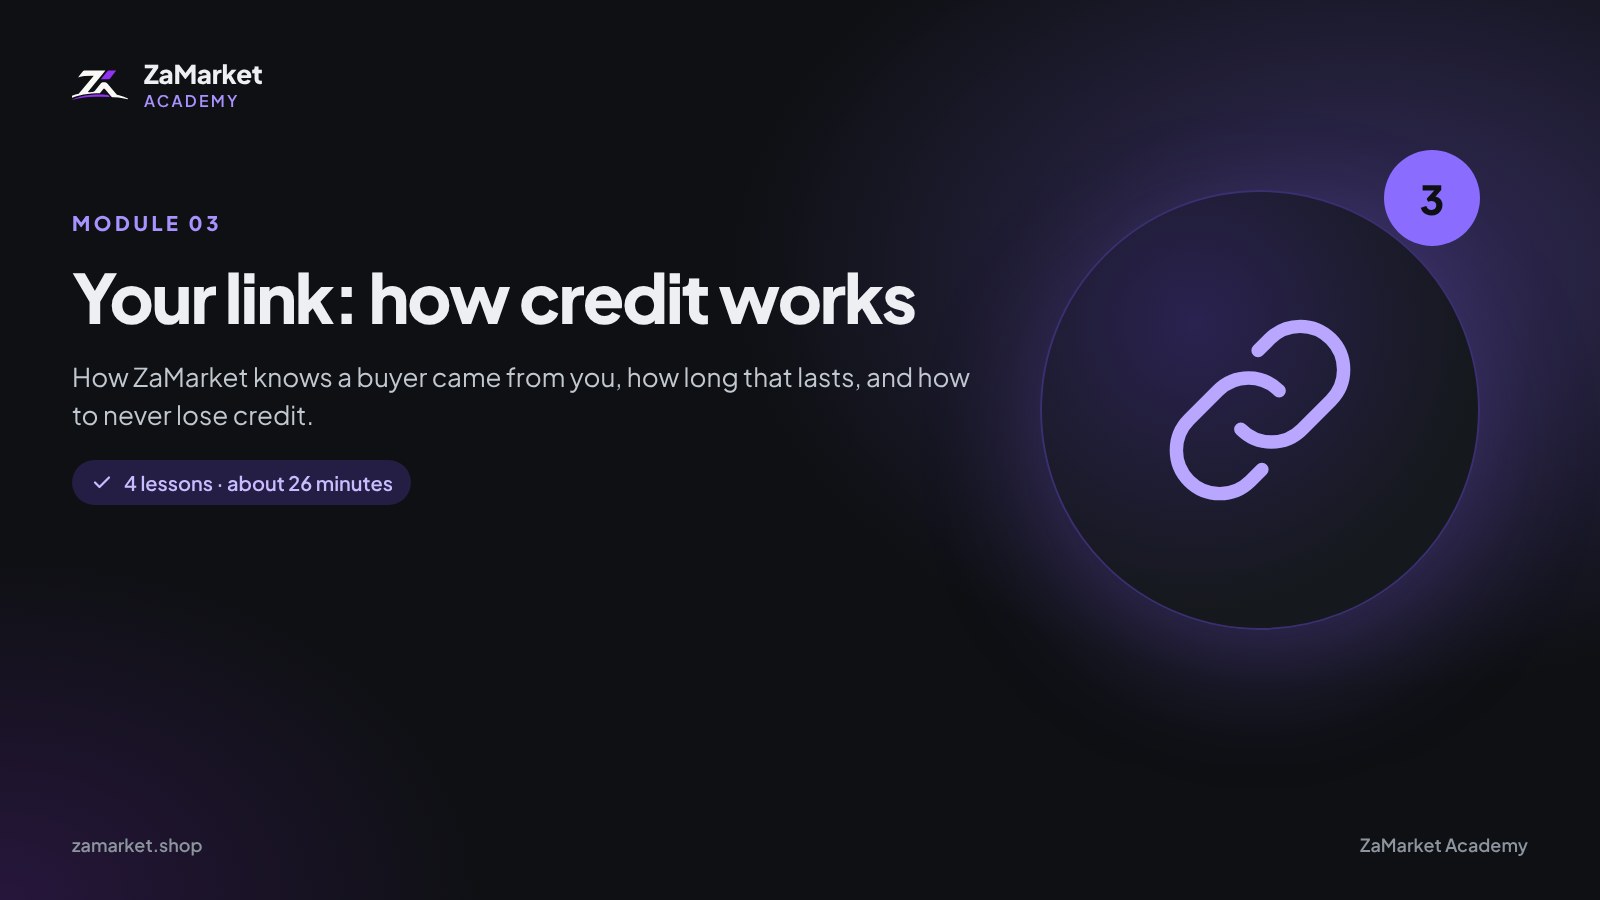 ZaMarket
ACADEMY
3
MODULE 03
Your link: how credit works
How ZaMarket knows a buyer came from you, how long that lasts, and how
to never lose credit.
4 lessons · about 26 minutes
zamarket.shop
ZaMarket Academy